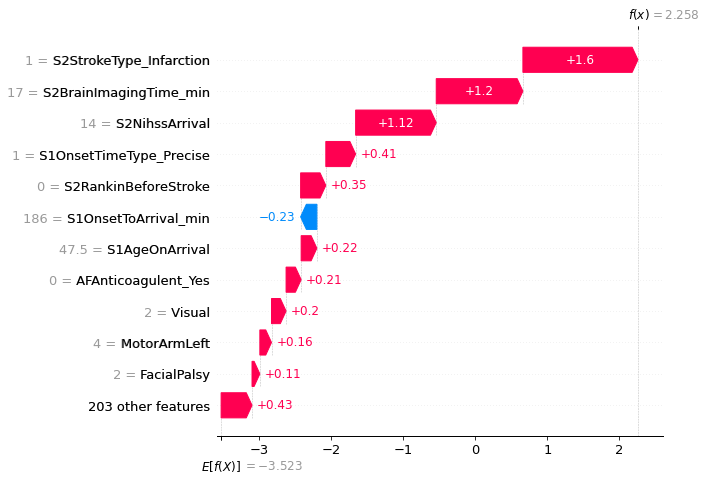 f(x) = 2.258
1 = S2StrokeType_Infarction +1.6
17 = S2BrainImagingTime_min +1.2
14 = S2NihssArrival +1.12
1 = S1OnsetTimeType_Precise +0.41
0 = S2RankinBeforeStroke +0.35
186 = S1OnsetToArrival_min −0.23
47.5 = S1AgeOnArrival +0.22
0 = AFAnticoagulent_Yes +0.21
2 = Visual +0.2
4 = MotorArmLeft +0.16
2 = FacialPalsy +0.11
203 other features +0.43
−3 −2 −1 0 1 2
E[f(X)] = −3.523